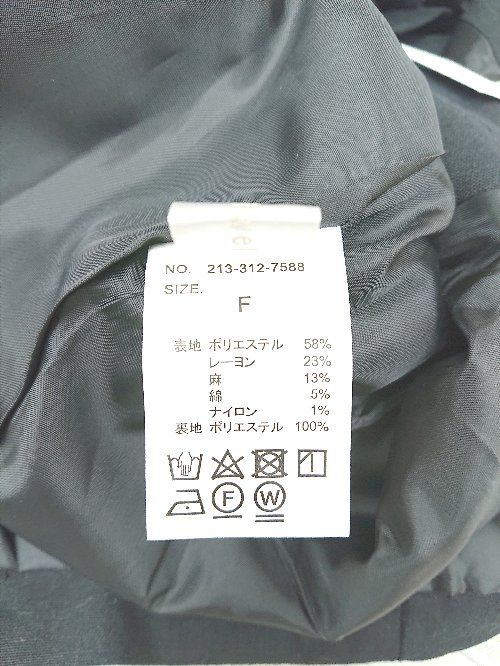 NO. 213-312-7588
SIZE.
F
表地 ポリエステル 58%
レーヨン 23%
麻 13%
綿 5%
ナイロン 1%
裏地 ポリエステル 100%
F W